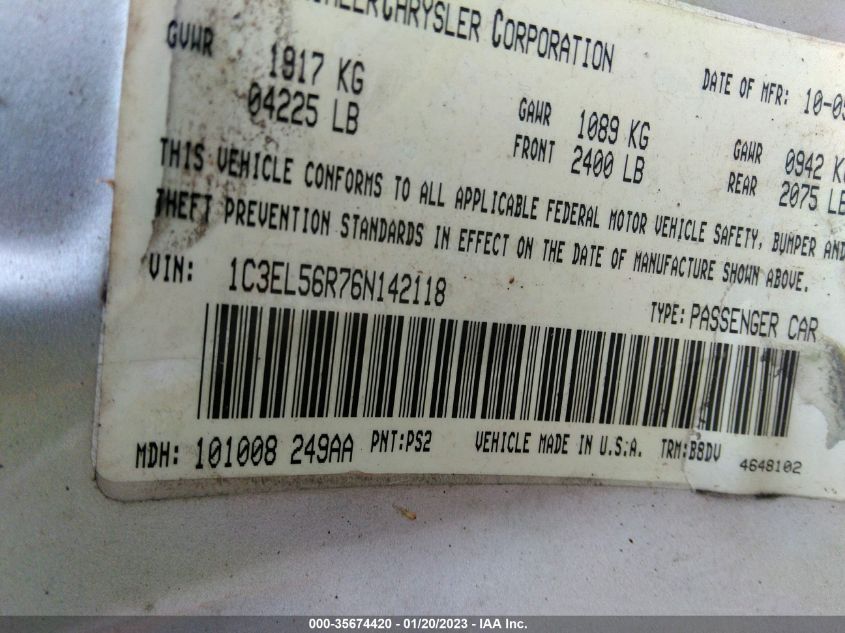 CHRYSLER CORPORATION
DATE OF MFR: 10-05
GVWR 1917 KG
04225 LB
GAWR FRONT 1089 KG
2400 LB
GAWR REAR 0942 KG
2075 LB
THIS VEHICLE CONFORMS TO ALL APPLICABLE FEDERAL MOTOR VEHICLE SAFETY, BUMPER AND
THEFT PREVENTION STANDARDS IN EFFECT ON THE DATE OF MANUFACTURE SHOWN ABOVE.
VIN: 1C3EL56R76N142118
TYPE: PASSENGER CAR
MDH: 101008 249AA PNT:PS2 VEHICLE MADE IN U.S.A. TRM:B8DV
4648102
000-35674420 / 01/20/2023 - IAA Inc.